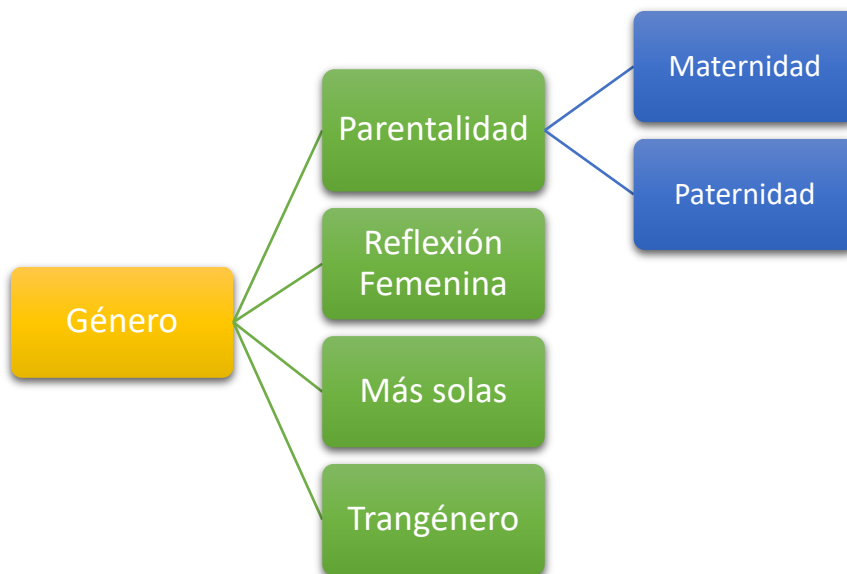 Maternidad
Parentalidad
Paternidad
Reflexión
Femenina
Género
Más solas
Trangénero